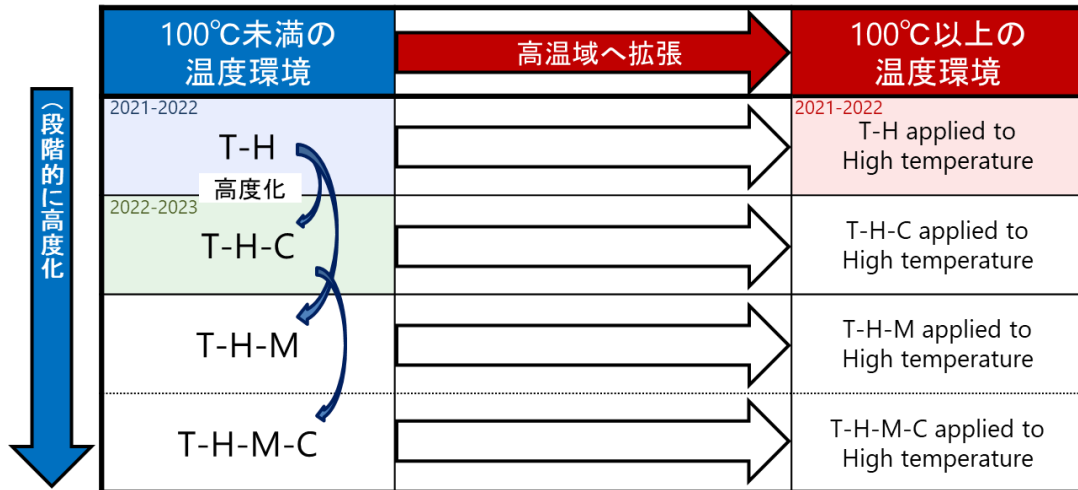 100℃未満の
温度環境
高温域へ拡張
100℃以上の
温度環境
(段階的に高度化
2021-2022
T-H
高度化
2021-2022
T-H applied to
High temperature
2022-2023
T-H-C
T-H-C applied to
High temperature
T-H-M
T-H-M applied to
High temperature
T-H-M-C
T-H-M-C applied to
High temperature